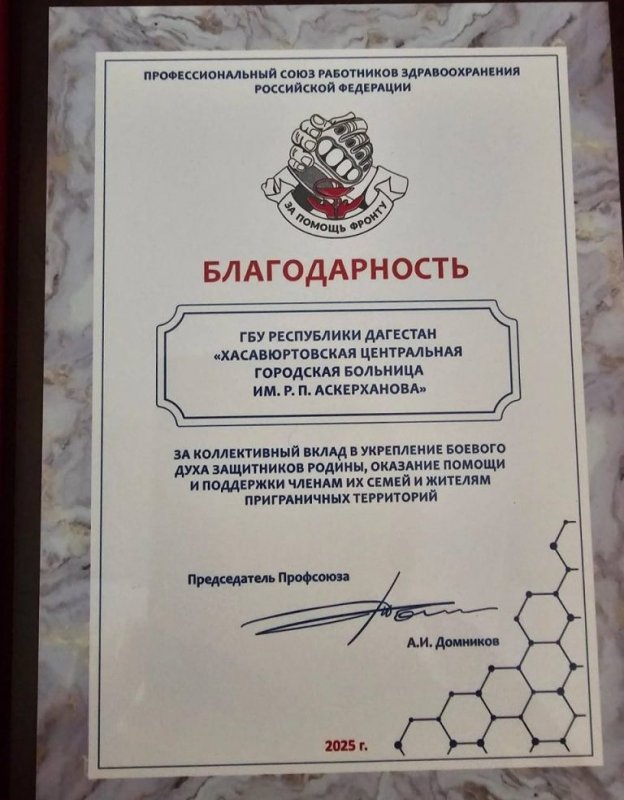 ПРОФЕССИОНАЛЬНЫЙ СОЮЗ РАБОТНИКОВ ЗДРАВООХРАНЕНИЯ
РОССИЙСКОЙ ФЕДЕРАЦИИ
ЗА ПОМОЩЬ ФРОНТУ
БЛАГОДАРНОСТЬ
ГБУ РЕСПУБЛИКИ ДАГЕСТАН
«ХАСАВЮРТОВСКАЯ ЦЕНТРАЛЬНАЯ
ГОРОДСКАЯ БОЛЬНИЦА
ИМ. Р. П. АСКЕРХАНОВА»
ЗА КОЛЛЕКТИВНЫЙ ВКЛАД В УКРЕПЛЕНИЕ БОЕВОГО
ДУХА ЗАЩИТНИКОВ РОДИНЫ, ОКАЗАНИЕ ПОМОЩИ
И ПОДДЕРЖКИ ЧЛЕНАМ ИХ СЕМЕЙ И ЖИТЕЛЯМ
ПРИГРАНИЧНЫХ ТЕРРИТОРИЙ
Председатель Профсоюза
А.И. Домников
2025 г.